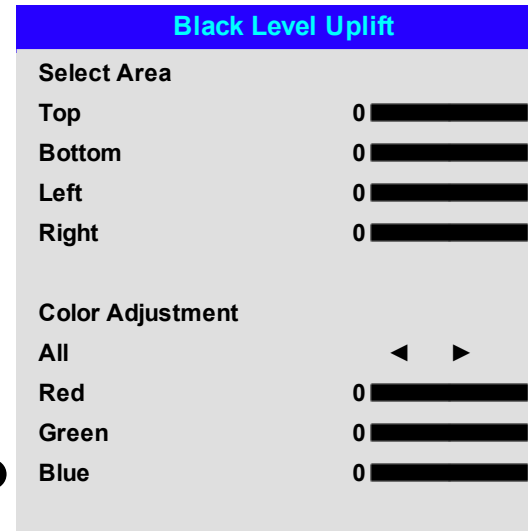 Black Level Uplift
Select Area
Top 0
Bottom 0
Left 0
Right 0
Color Adjustment
All ◄ ►
Red 0
Green 0
Blue 0